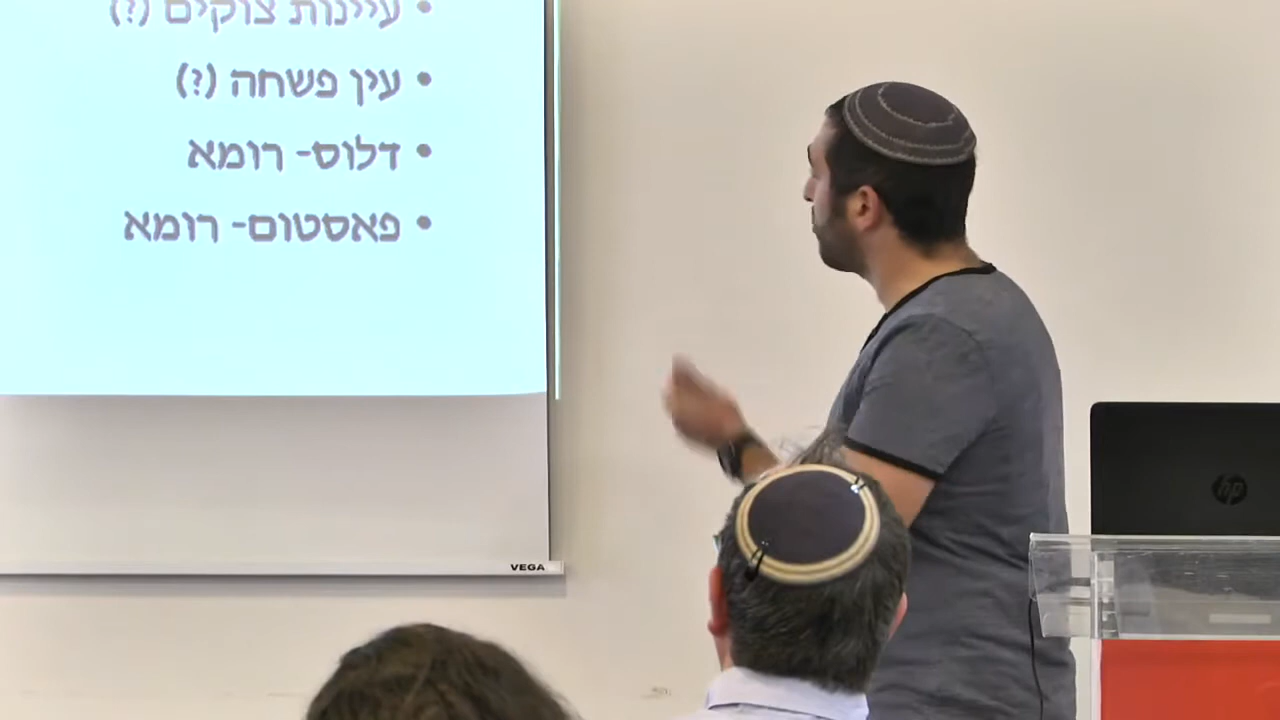 • עיינות צוקים (?)
• עין פשחה (?)
• דלוס- רומא
• פאסטום- רומא
VEGA
hp